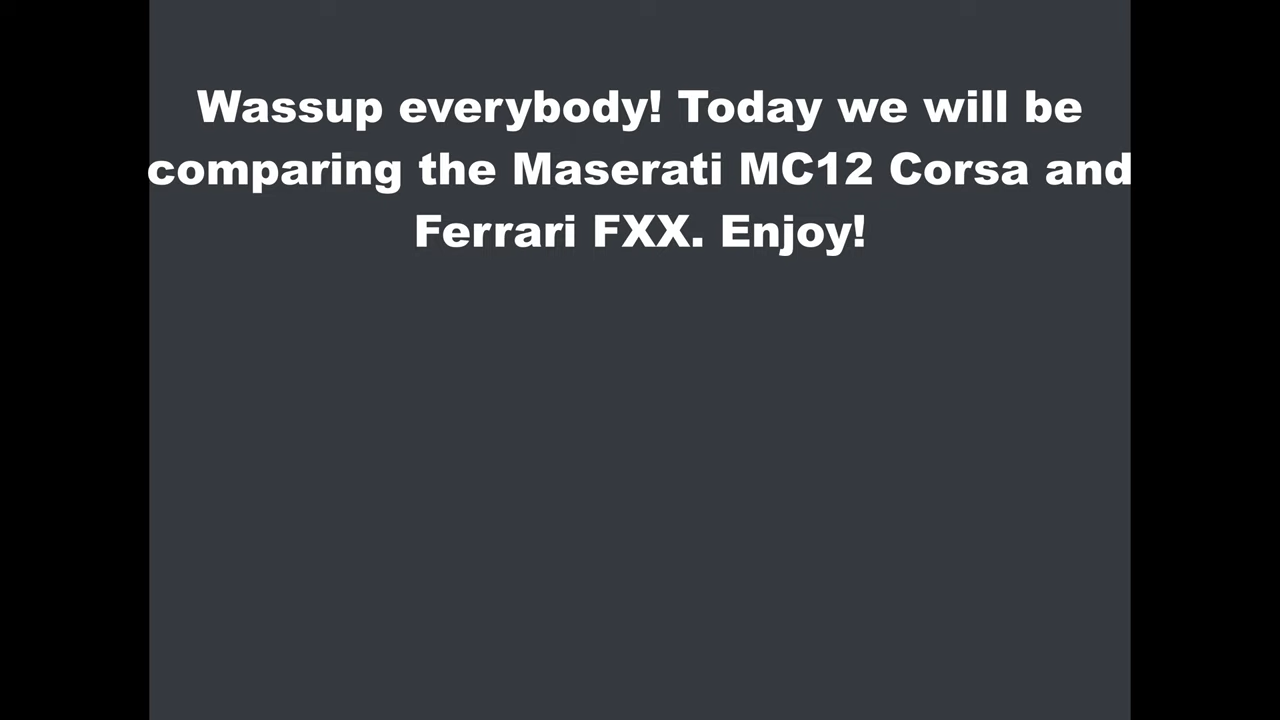 Wassup everybody! Today we will be
comparing the Maserati MC12 Corsa and
Ferrari FXX. Enjoy!